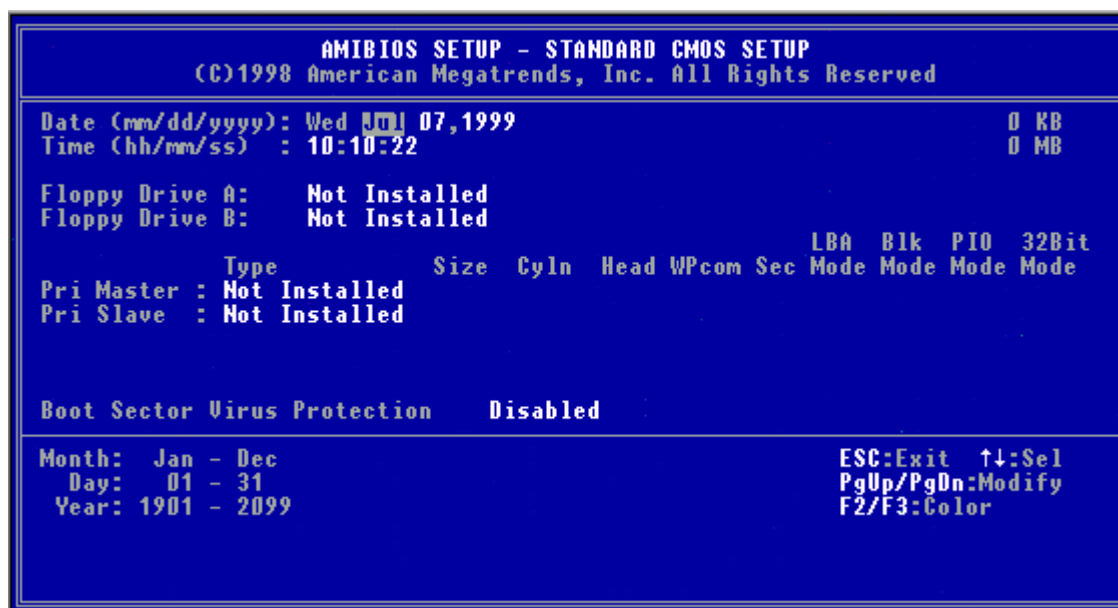 AMIBIOS SETUP - STANDARD CMOS SETUP
(C)1998 American Megatrends, Inc. All Rights Reserved
Date (mm/dd/yyyy): Wed Jul 07,1999 0 KB
Time (hh/mm/ss) : 10:10:22 0 MB
Floppy Drive A: Not Installed
Floppy Drive B: Not Installed
LBA Blk PIO 32Bit
Type Size Cyln Head WPcom Sec Mode Mode Mode Mode
Pri Master : Not Installed
Pri Slave : Not Installed
Boot Sector Virus Protection Disabled
Month: Jan - Dec ESC:Exit ↑↓:Sel
Day: 01 - 31 PgUp/PgDn:Modify
Year: 1901 - 2099 F2/F3:Color